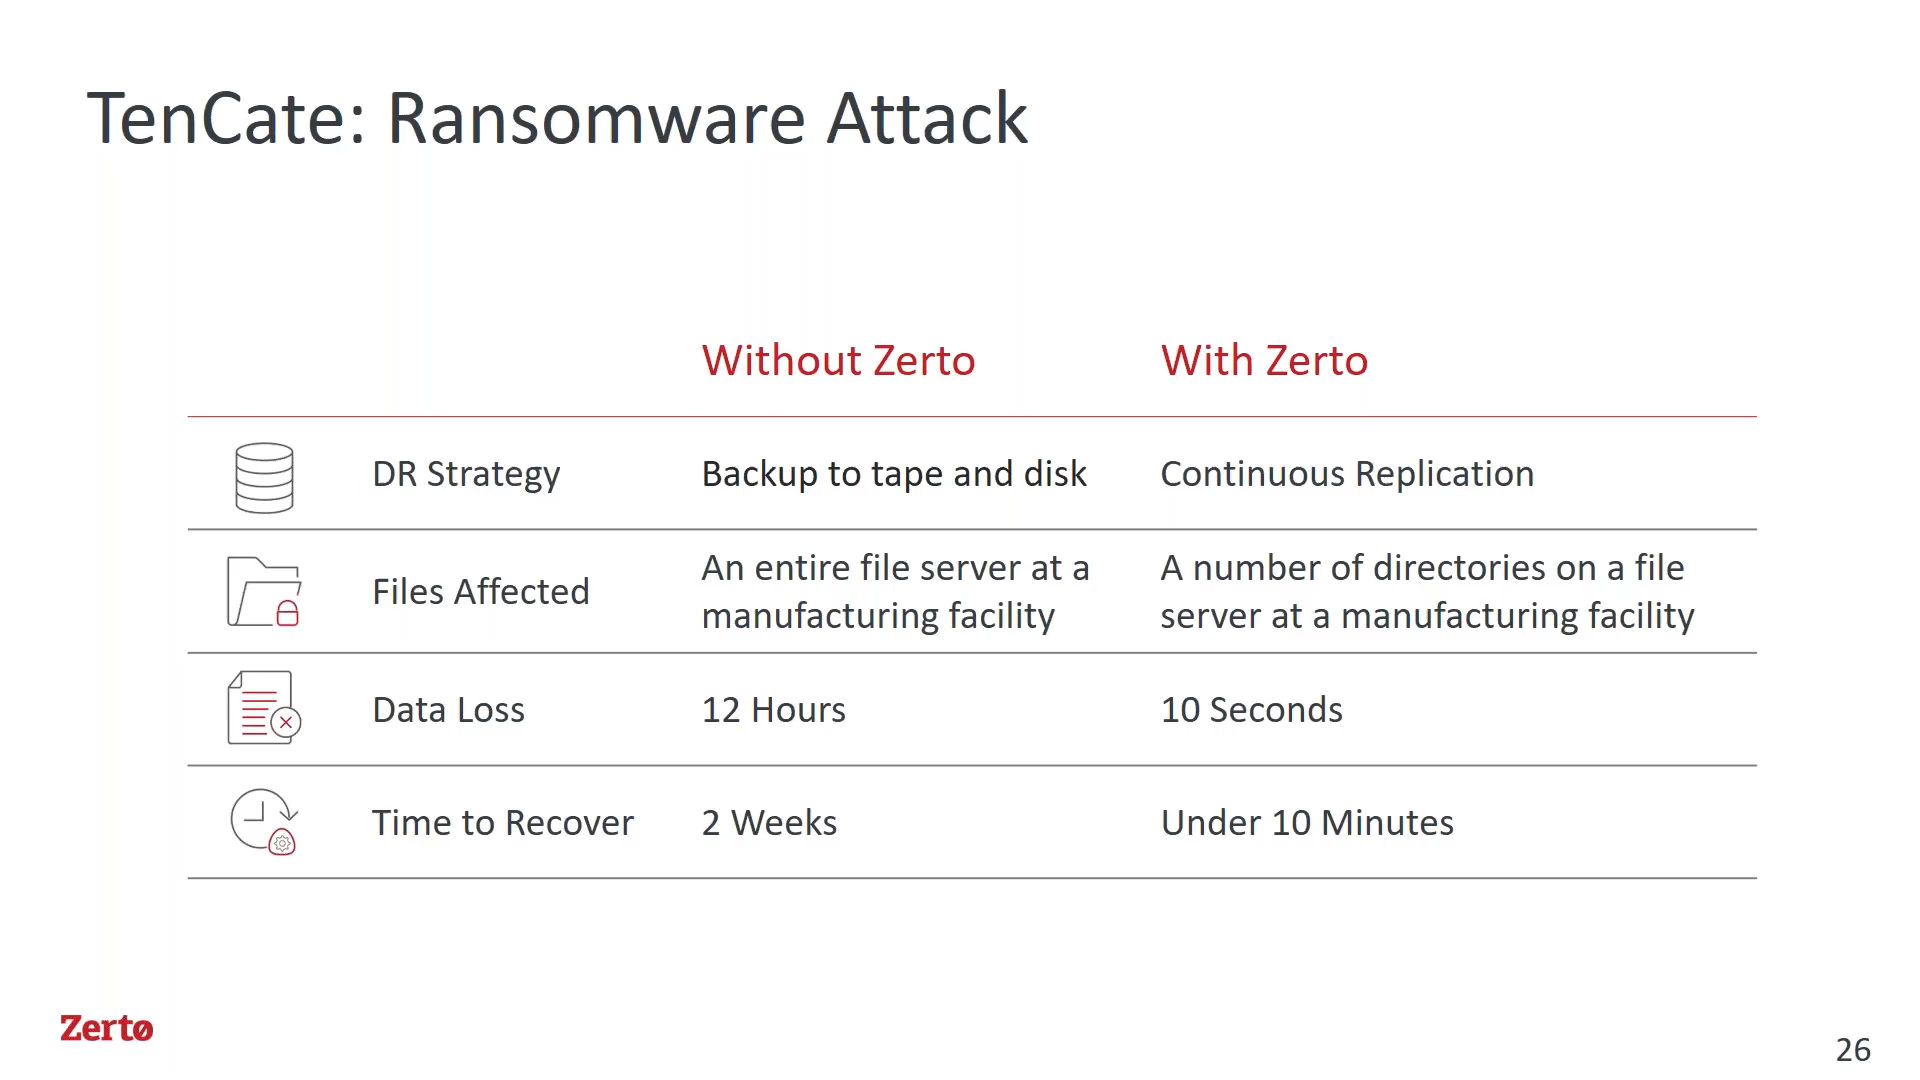 TenCate: Ransomware Attack
Without Zerto With Zerto
DR Strategy Backup to tape and disk Continuous Replication
Files Affected An entire file server at a manufacturing facility A number of directories on a file server at a manufacturing facility
Data Loss 12 Hours 10 Seconds
Time to Recover 2 Weeks Under 10 Minutes
Zerto
26